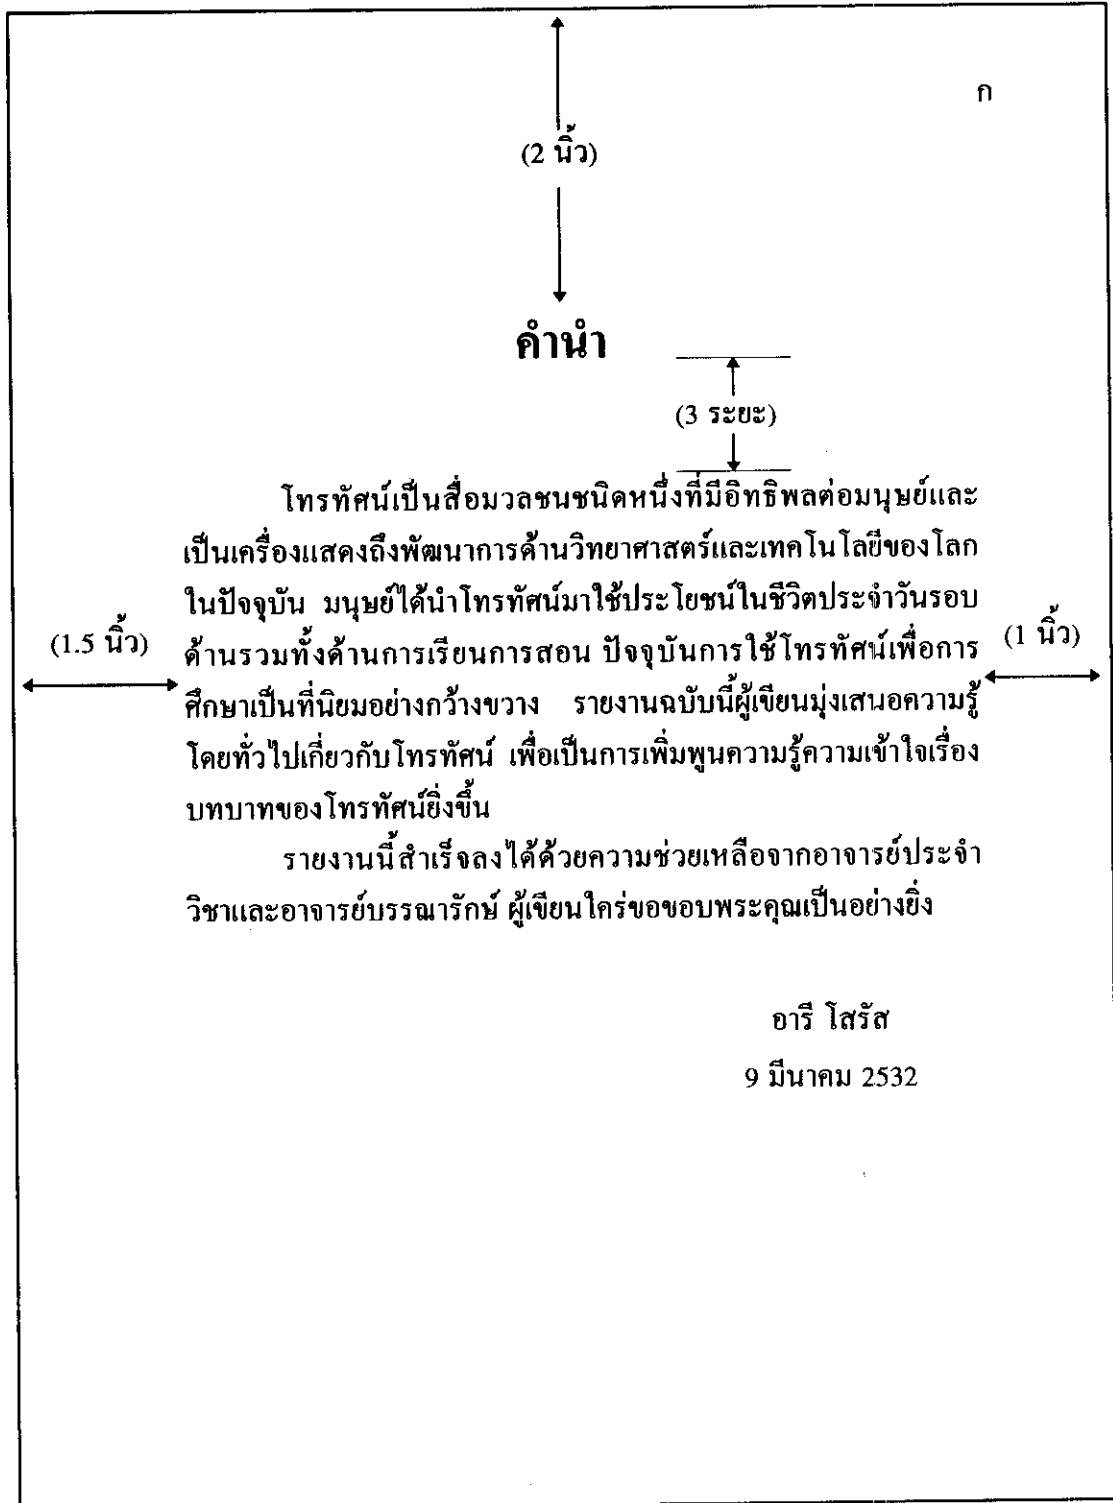 ก
(2 นิ้ว)
คำนำ
(3 ระยะ)
โทรทัศน์เป็นสื่อมวลชนชนิดหนึ่งที่มีอิทธิพลต่อมนุษย์และ
เป็นเครื่องแสดงถึงพัฒนาการด้านวิทยาศาสตร์และเทคโนโลยีของโลก
ในปัจจุบัน มนุษย์ได้นำโทรทัศน์มาใช้ประโยชน์ในชีวิตประจำวันรอบ
(1.5 นิ้ว)
ด้านรวมทั้งด้านการเรียนการสอน ปัจจุบันการใช้โทรทัศน์เพื่อการ
(1 นิ้ว)
ศึกษาเป็นที่นิยมอย่างกว้างขวาง รายงานฉบับนี้ผู้เขียนมุ่งเสนอความรู้
โดยทั่วไปเกี่ยวกับโทรทัศน์ เพื่อเป็นการเพิ่มพูนความรู้ความเข้าใจเรื่อง
บทบาทของโทรทัศน์ยิ่งขึ้น
รายงานนี้สำเร็จลงได้ด้วยความช่วยเหลือจากอาจารย์ประจำ
วิชาและอาจารย์บรรณารักษ์ ผู้เขียนใคร่ขอขอบพระคุณเป็นอย่างยิ่ง
อารี โสรัส
9 มีนาคม 2532